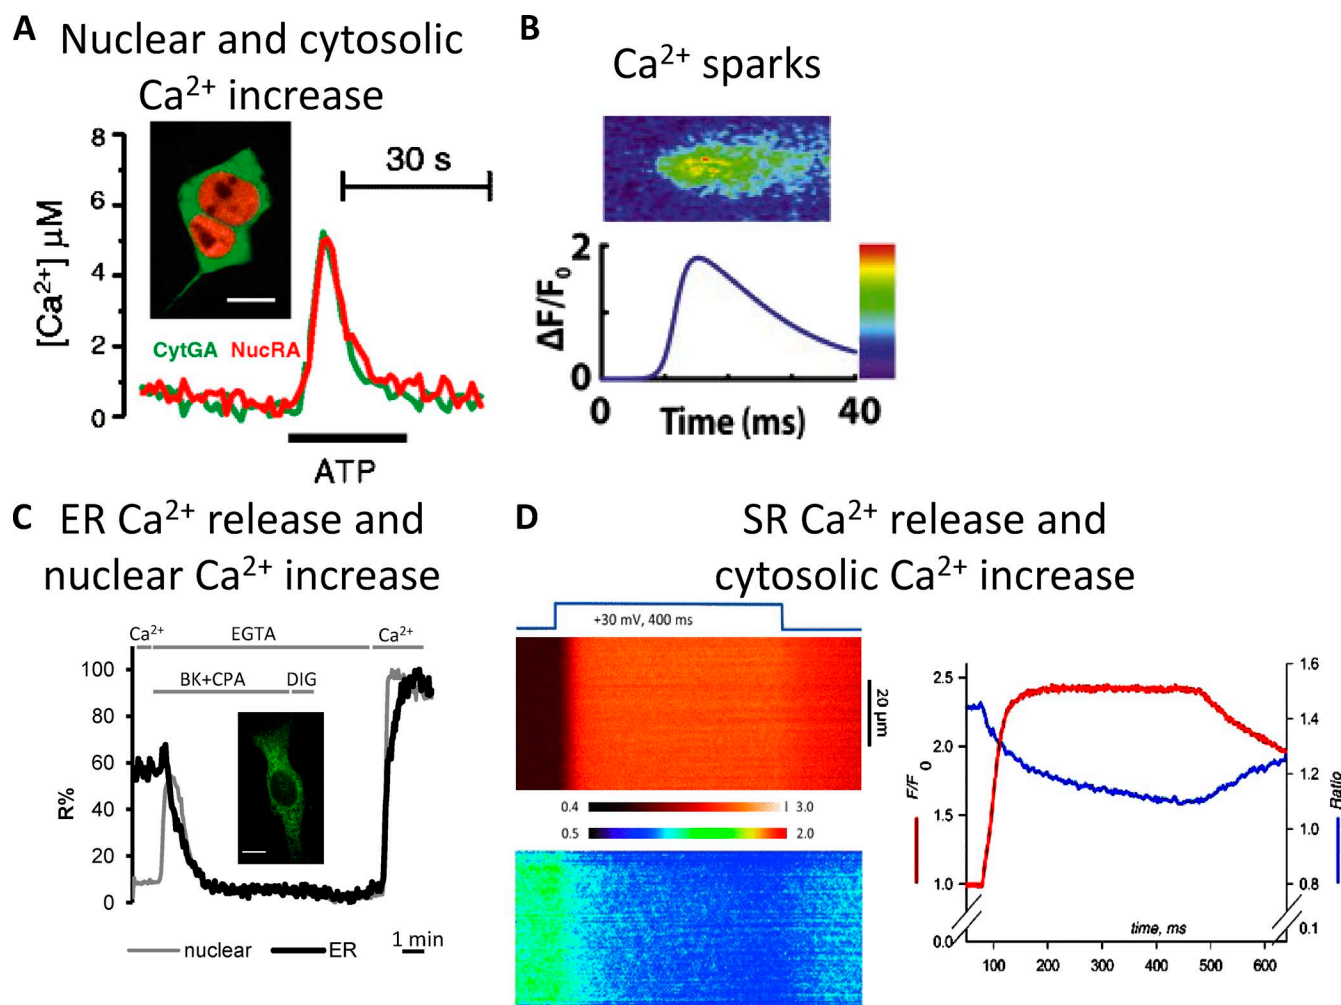 A
Nuclear and cytosolic
Ca²⁺ increase
8
6
4
2
0
[Ca²⁺] µM
30 s
CytGA NucRA
ATP
B
Ca²⁺ sparks
2
0
ΔF/F₀
0
Time (ms)
40
C
ER Ca²⁺ release and
nuclear Ca²⁺ increase
Ca²⁺ EGTA Ca²⁺
BK+CPA DIG
100
80
60
40
20
0
R%
nuclear ER
1 min
D
SR Ca²⁺ release and
cytosolic Ca²⁺ increase
+30 mV, 400 ms
20 µm
0.4 3.0
0.5 2.0
2.5
2.0
1.5
1.0
0.0
F/F₀
1.6
1.4
1.2
1.0
0.8
0.1
Ratio
time, ms
100 200 300 400 500 600